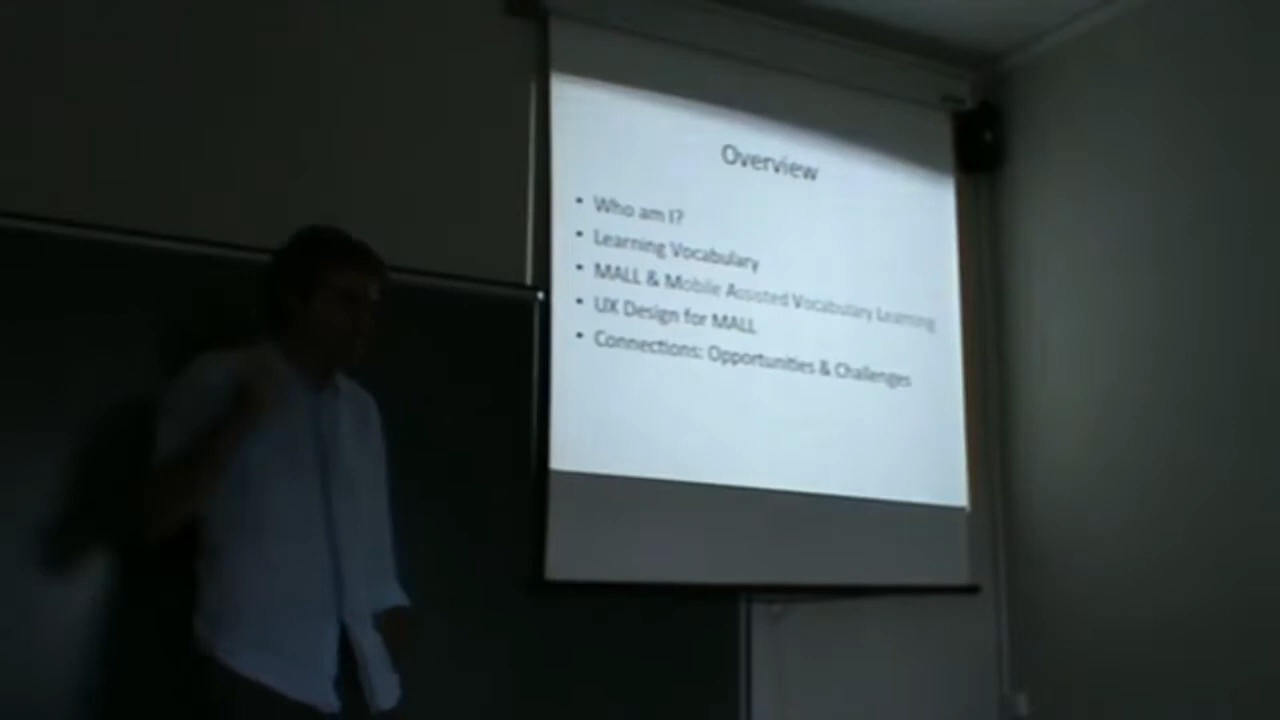 Overview
• Who am I?
• Learning Vocabulary
• MALL & Mobile Assisted Vocabulary Learning
• UX Design for MALL
• Connections: Opportunities & Challenges